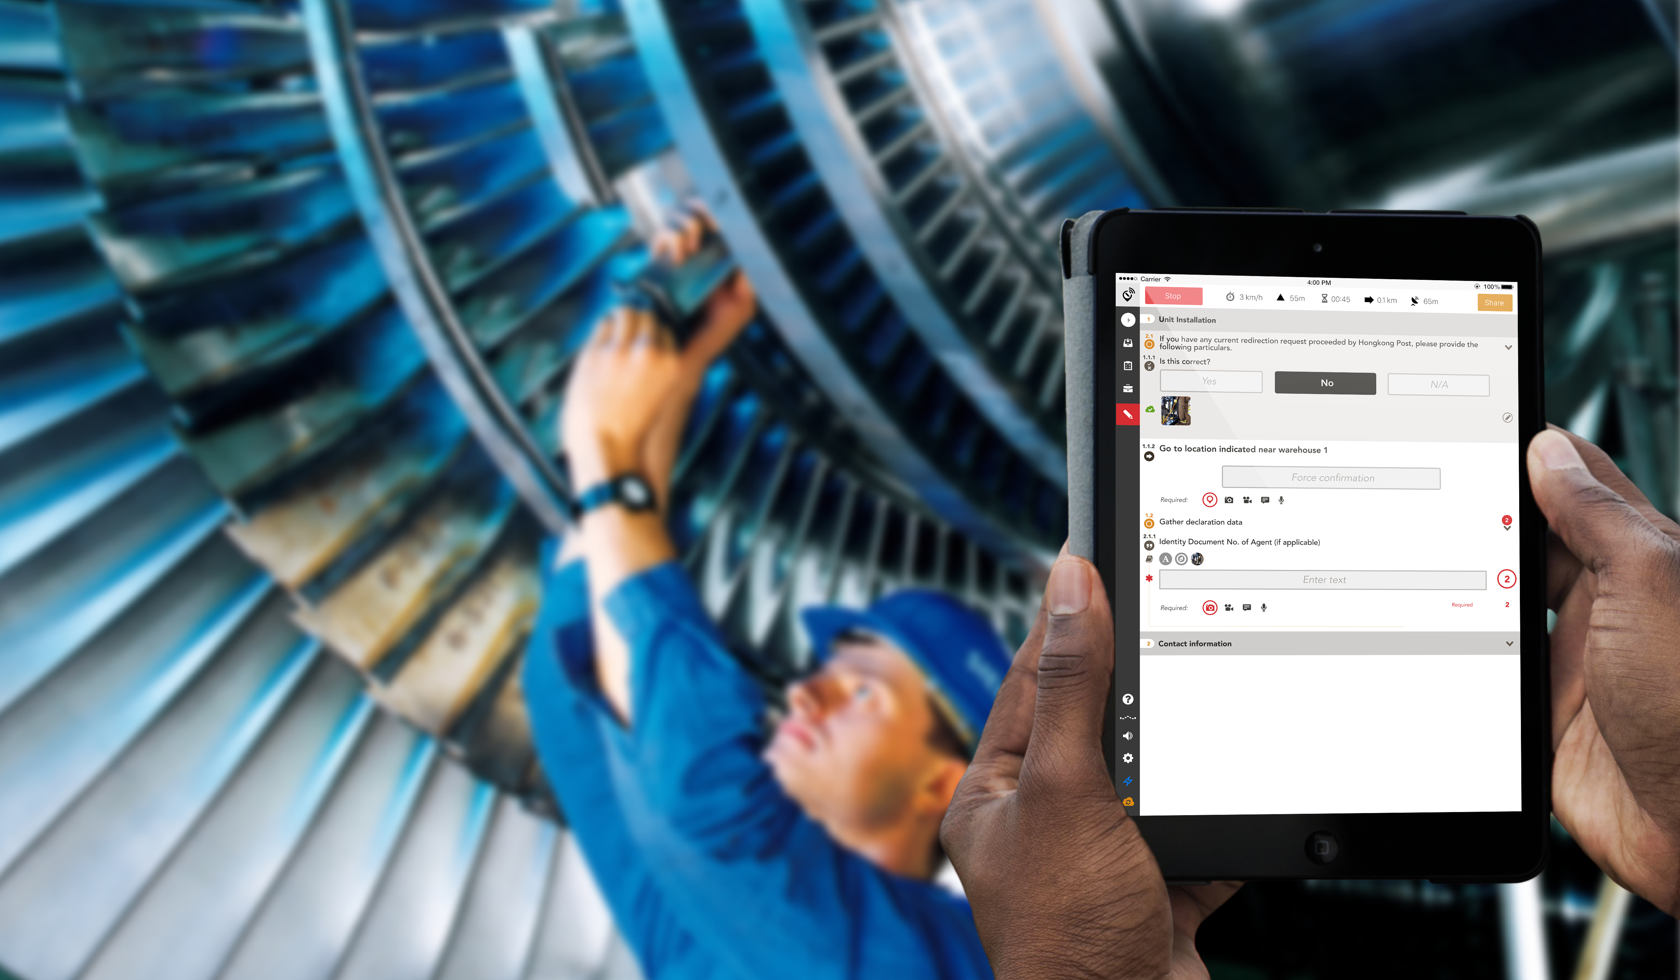 Carrier
4:00 PM
100%
Stop
3 km/h
55m
00:45
0.1 km
65m
Share
1
Unit Installation
2.1
If you have any current redirection request proceeded by Hongkong Post, please provide the
following particulars.
1.1.1
Is this correct?
Yes
No
N/A
1.1.2
Go to location indicated near warehouse 1
Force confirmation
Required:
1.2
Gather declaration data
2
2.1.1
Identity Document No. of Agent (if applicable)
A
Enter text
2
Required:
Required
2
2
Contact information